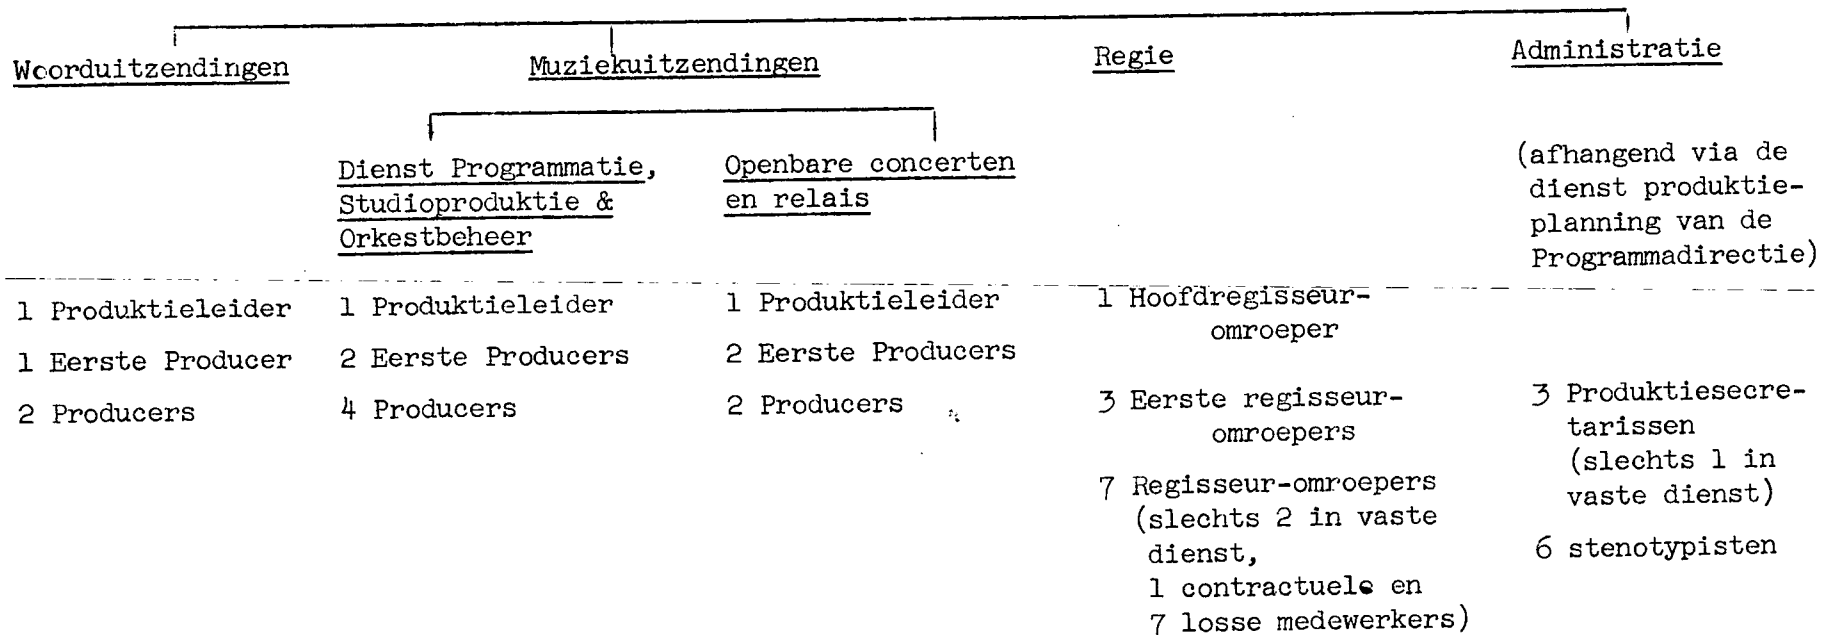 Woorduitzendingen
Muziekuitzendingen
Regie
Administratie
Dienst Programmatie,
Studioproduktie &
Orkestbeheer
Openbare concerten
en relais
(afhangend via de
dienst produktie-
planning van de
Programmadirectie)
1 Produktieleider
1 Eerste Producer
2 Producers
1 Produktieleider
2 Eerste Producers
4 Producers
1 Produktieleider
2 Eerste Producers
2 Producers
1 Hoofdregisseur-
omroeper
3 Eerste regisseur-
omroepers
7 Regisseur-omroepers
(slechts 2 in vaste
dienst,
1 contractuele en
7 losse medewerkers)
3 Produktiesecre-
tarissen
(slechts 1 in
vaste dienst)
6 stenotypisten